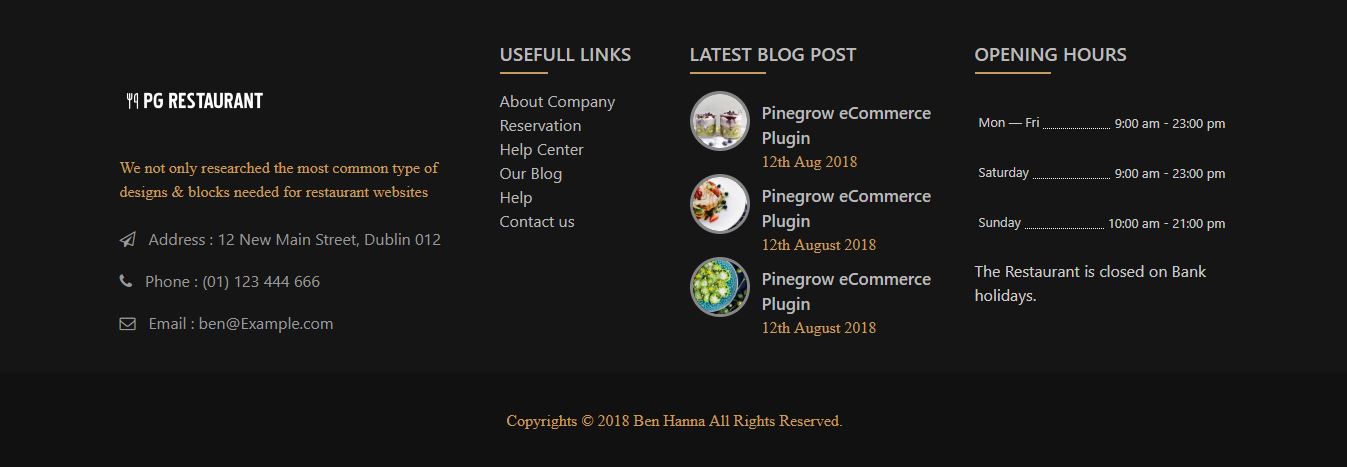 PG RESTAURANT
We not only researched the most common type of
designs & blocks needed for restaurant websites
Address : 12 New Main Street, Dublin 012
Phone : (01) 123 444 666
Email : ben@Example.com
USEFULL LINKS
About Company
Reservation
Help Center
Our Blog
Help
Contact us
LATEST BLOG POST
Pinegrow eCommerce
Plugin
12th Aug 2018
Pinegrow eCommerce
Plugin
12th August 2018
Pinegrow eCommerce
Plugin
12th August 2018
OPENING HOURS
Mon — Fri 9:00 am - 23:00 pm
Saturday 9:00 am - 23:00 pm
Sunday 10:00 am - 21:00 pm
The Restaurant is closed on Bank
holidays.
Copyrights © 2018 Ben Hanna All Rights Reserved.